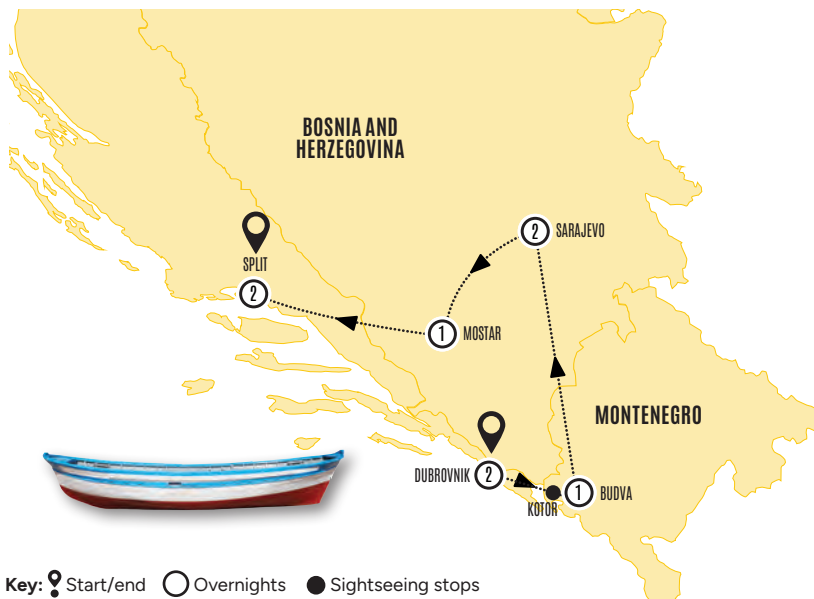 BOSNIA AND
HERZEGOVINA
2 SARAJEVO
SPLIT
2
1 MOSTAR
MONTENEGRO
DUBROVNIK 2
1 BUDVA
KOTOR
Key: Start/end Overnights Sightseeing stops